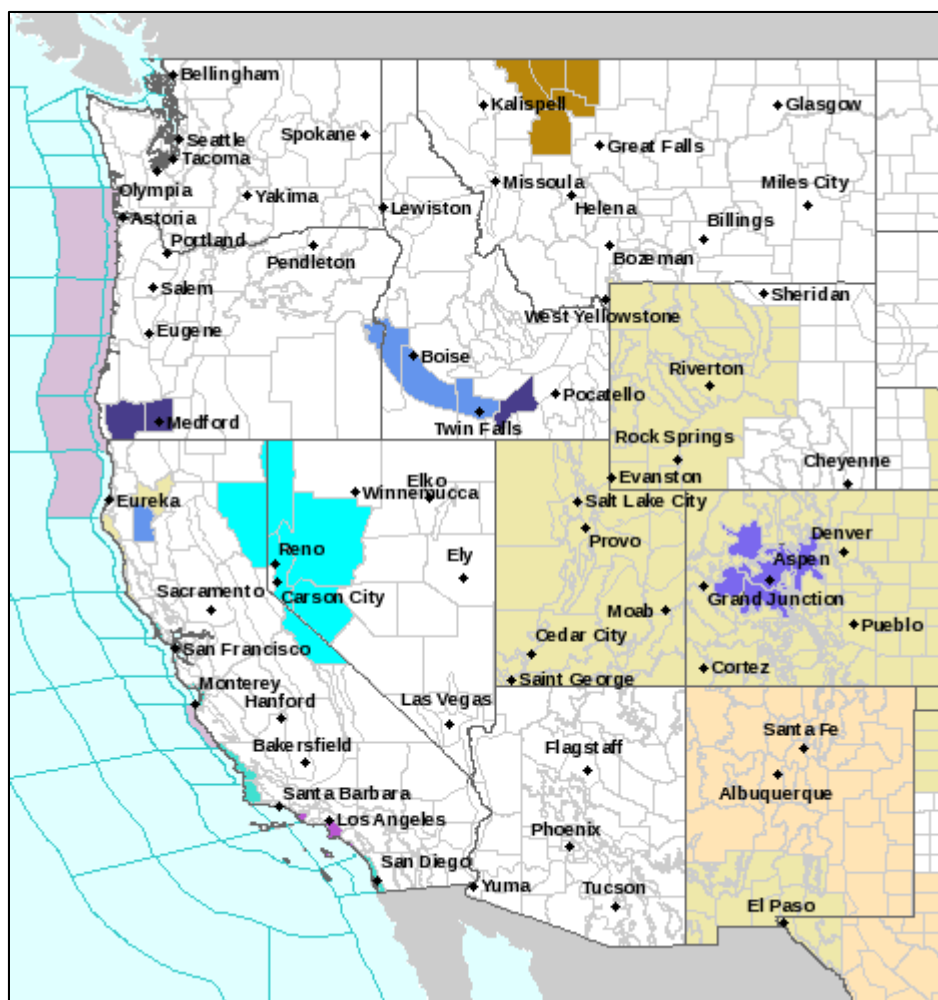 Bellingham
Kalispell
Glasgow
Seattle
Spokane
Tacoma
Great Falls
Olympia
Missoula
Miles City
Yakima
Lewiston
Helena
Astoria
Billings
Portland
Pendleton
Bozeman
Salem
Sheridan
West Yellowstone
Eugene
Boise
Riverton
Pocatello
Medford
Twin Falls
Rock Springs
Cheyenne
Elko
Evanston
Eureka
Winnemucca
Salt Lake City
Provo
Denver
Reno
Ely
Aspen
Sacramento
Carson City
Grand Junction
Moab
Pueblo
Cedar City
San Francisco
Cortez
Saint George
Monterey
Hanford
Las Vegas
Santa Fe
Bakersfield
Flagstaff
Albuquerque
Santa Barbara
Los Angeles
Phoenix
San Diego
Yuma
Tucson
El Paso